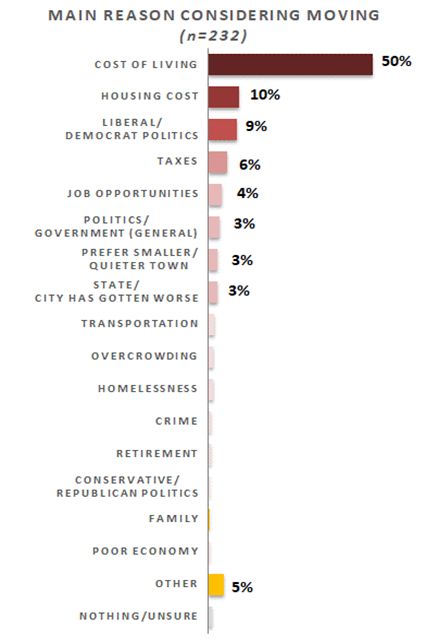 MAIN REASON CONSIDERING MOVING
(n=232)
COST OF LIVING 50%
HOUSING COST 10%
LIBERAL/
DEMOCRAT POLITICS 9%
TAXES 6%
JOB OPPORTUNITIES 4%
POLITICS/
GOVERNMENT (GENERAL) 3%
PREFER SMALLER/
QUIETER TOWN 3%
STATE/
CITY HAS GOTTEN WORSE 3%
TRANSPORTATION
OVERCROWDING
HOMELESSNESS
CRIME
RETIREMENT
CONSERVATIVE/
REPUBLICAN POLITICS
FAMILY
POOR ECONOMY
OTHER 5%
NOTHING/UNSURE